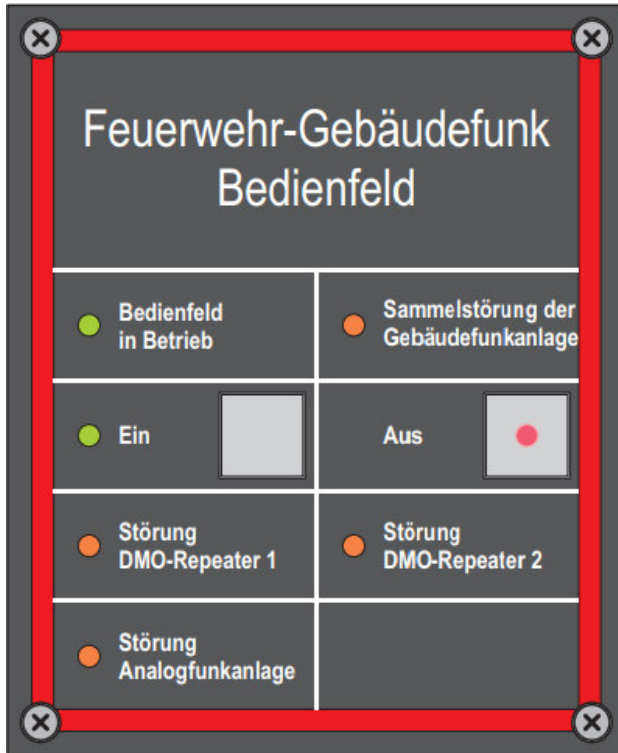 Feuerwehr-Gebäudefunk
Bedienfeld
Bedienfeld
in Betrieb
Sammelstörung der
Gebäudefunkanlage
Ein
Aus
Störung
DMO-Repeater 1
Störung
DMO-Repeater 2
Störung
Analogfunkanlage